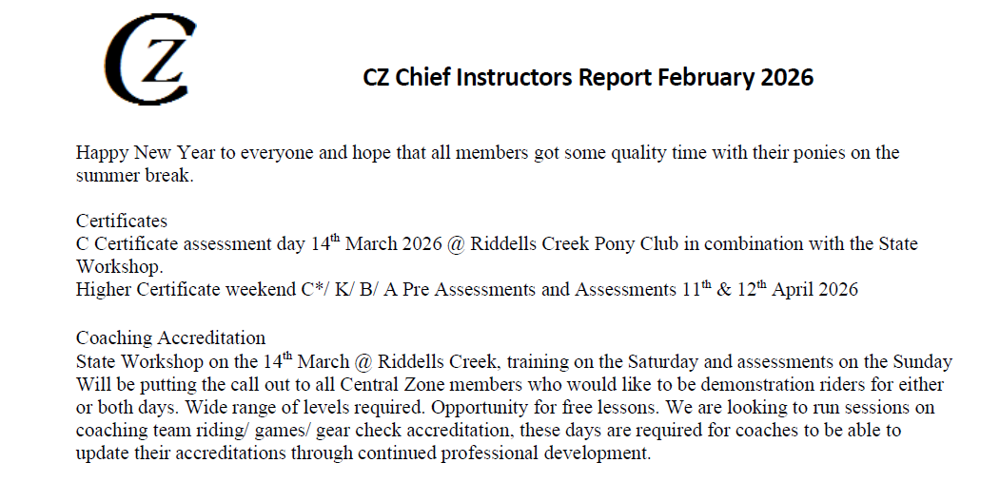 CZ
CZ Chief Instructors Report February 2026
Happy New Year to everyone and hope that all members got some quality time with their ponies on the
summer break.
Certificates
C Certificate assessment day 14th March 2026 @ Riddells Creek Pony Club in combination with the State
Workshop.
Higher Certificate weekend C*/ K/ B/ A Pre Assessments and Assessments 11th & 12th April 2026
Coaching Accreditation
State Workshop on the 14th March @ Riddells Creek, training on the Saturday and assessments on the Sunday
Will be putting the call out to all Central Zone members who would like to be demonstration riders for either
or both days. Wide range of levels required. Opportunity for free lessons. We are looking to run sessions on
coaching team riding/ games/ gear check accreditation, these days are required for coaches to be able to
update their accreditations through continued professional development.